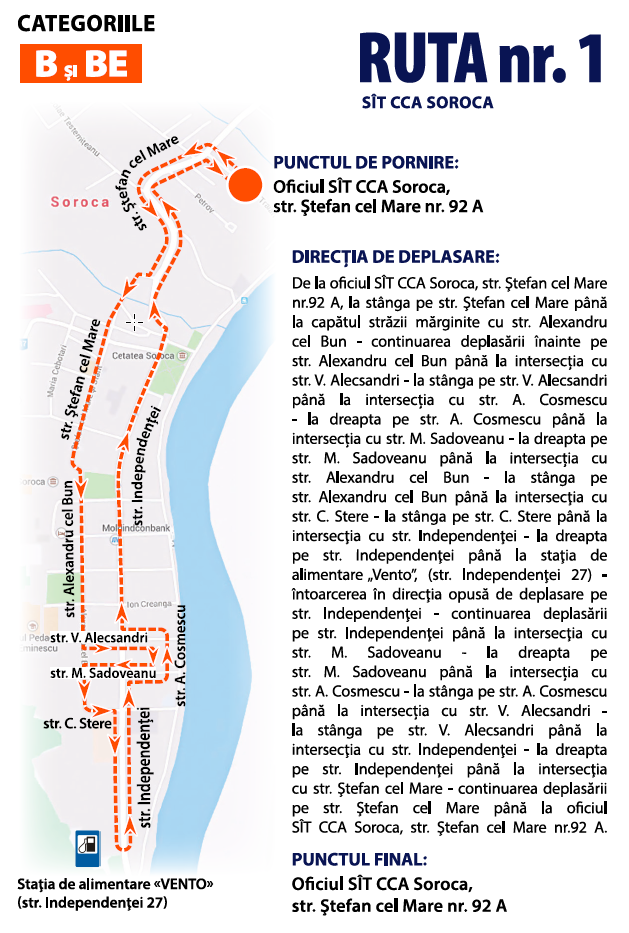 CATEGORIILE
B ȘI BE
RUTA nr. 1
SÎT CCA SOROCA
PUNCTUL DE PORNIRE:
Oficiul SÎT CCA Soroca,
str. Ştefan cel Mare nr. 92 A
DIRECŢIA DE DEPLASARE:
De la oficiul SÎT CCA Soroca, str. Ştefan cel Mare
nr.92 A, la stânga pe str. Ştefan cel Mare până
la capătul străzii mărginite cu str. Alexandru
cel Bun - continuarea deplasării înainte pe
str. Alexandru cel Bun până la intersecţia cu
str. V. Alecsandri - la stânga pe str. V. Alecsandri
până la intersecţia cu str. A. Cosmescu
- la dreapta pe str. A. Cosmescu până la
intersecţia cu str. M. Sadoveanu - la dreapta pe
str. M. Sadoveanu până la intersecţia cu
str. Alexandru cel Bun - la stânga pe
str. Alexandru cel Bun până la intersecţia cu
str. C. Stere - la stânga pe str. C. Stere până la
intersecţia cu str. Independenţei - la dreapta
pe str. Independenţei până la staţia de
alimentare „Vento”, (str. Independenţei 27) -
întoarcerea în direcţia opusă de deplasare pe
str. Independenţei - continuarea deplasării
pe str. Independenţei până la intersecţia cu
str. M. Sadoveanu - la dreapta pe
str. M. Sadoveanu până la intersecţia cu
str. A. Cosmescu - la stânga pe str. A. Cosmescu
până la intersecţia cu str. V. Alecsandri -
la stânga pe str. V. Alecsandri până la
intersecţia cu str. Independenţei - la dreapta
pe str. Independenţei până la intersecţia
cu str. Ştefan cel Mare - continuarea deplasării
pe str. Ştefan cel Mare până la oficiul
SÎT CCA Soroca, str. Ştefan cel Mare nr.92 A.
PUNCTUL FINAL:
Oficiul SÎT CCA Soroca,
str. Ştefan cel Mare nr. 92 A
str. Ştefan cel Mare
Petrov
Soroca
str. Ştefan cel Mare
Maria Cebotari
Cetatea Soroca
str. Independenţei
oroca
str. Alexandru cel Bun
Moldindconbank
Ion Creanga
str. A. Cosmescu
l Peda
minescu
str. V. Alecsandri
str. M. Sadoveanu
str. C. Stere
str. Independenţei
Staţia de alimentare «VENTO»
(str. Independenţei 27)